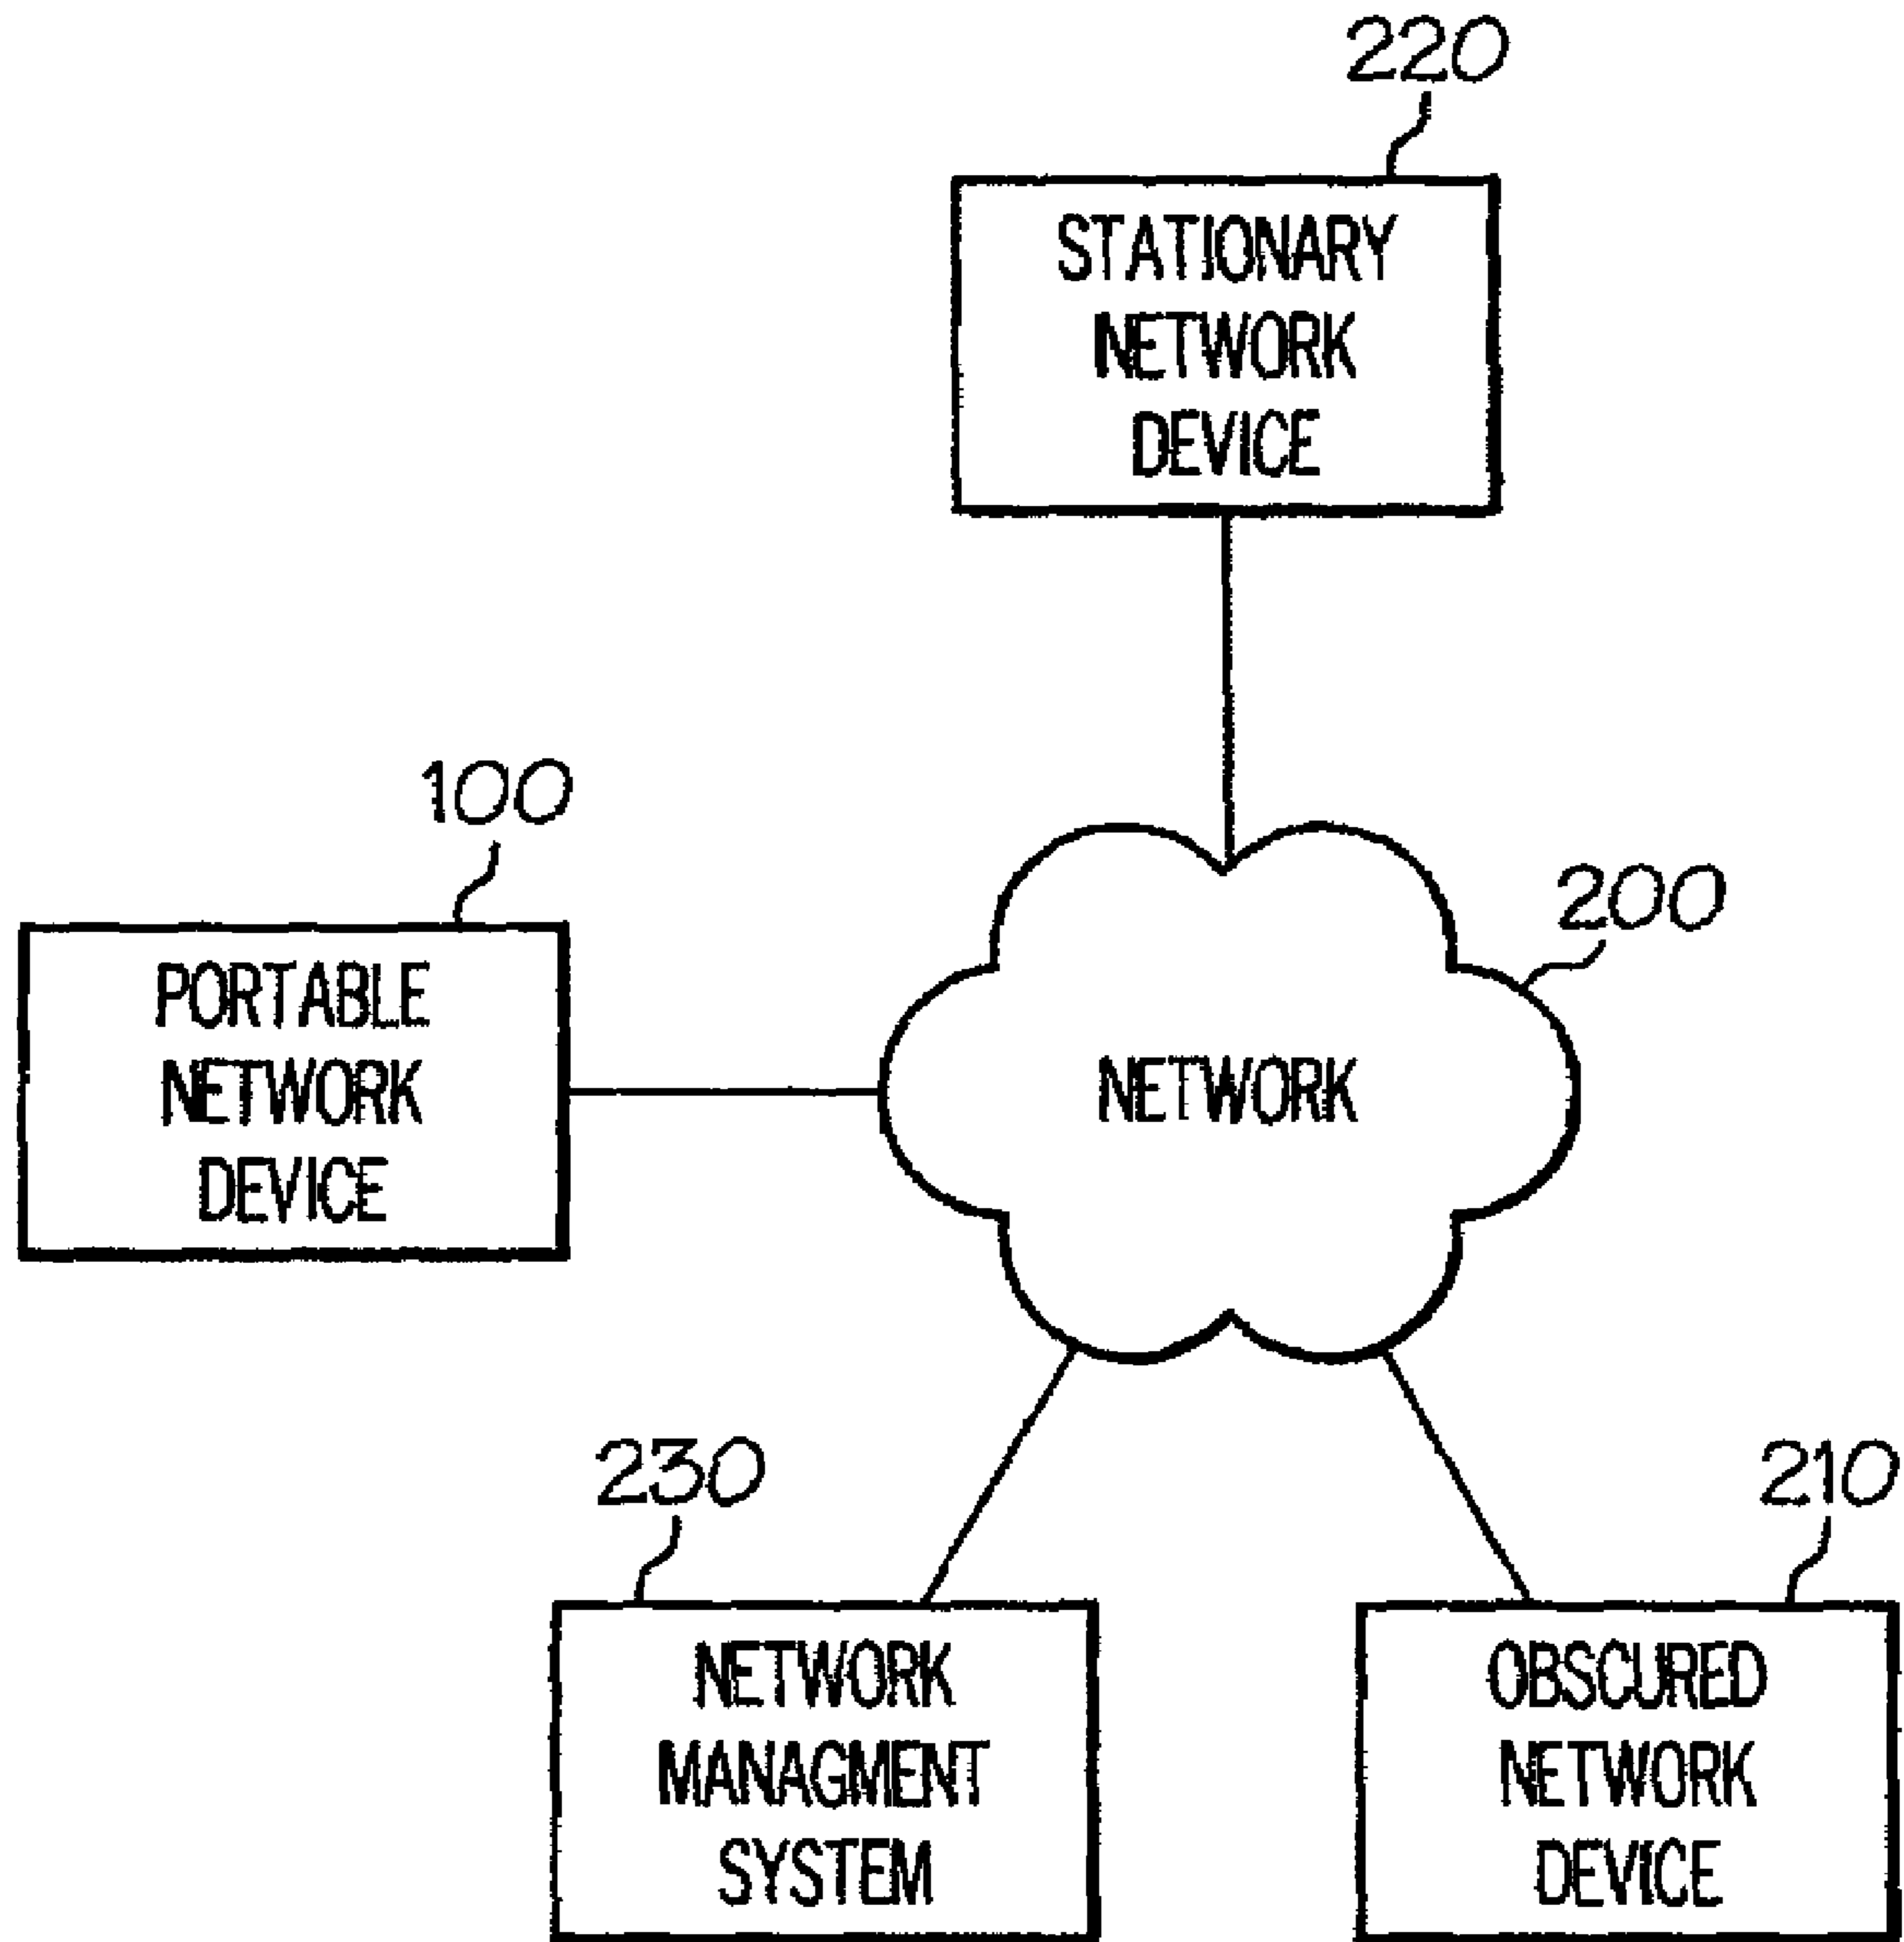 220
STATIONARY
NETWORK
DEVICE
100
PORTABLE
NETWORK
DEVICE
200
NETWORK
230
NETWORK
MANAGMENT
SYSTEM
210
OBSCURED
NETWORK
DEVICE